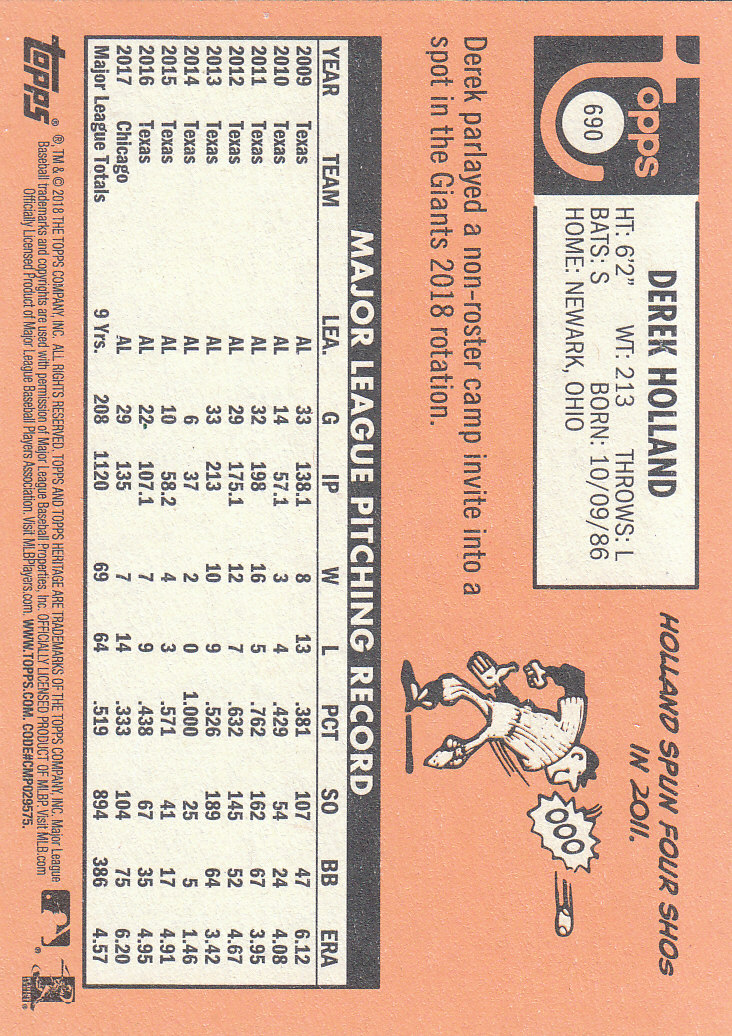 topps
690
DEREK HOLLAND
HT: 6'2" WT: 213 THROWS: L
BATS: S BORN: 10/09/86
HOME: NEWARK, OHIO
HOLLAND SPUN FOUR SHOS
IN 2011.
000
Derek parlayed a non-roster camp invite into a
spot in the Giants 2018 rotation.
MAJOR LEAGUE PITCHING RECORD
YEAR TEAM LEA. G IP W L PCT SO BB ERA
2009 Texas AL 33 138.1 8 13 .381 107 47 6.12
2010 Texas AL 14 57.1 3 4 .429 54 24 4.08
2011 Texas AL 32 198 16 5 .762 162 67 3.95
2012 Texas AL 29 175.1 12 7 .632 145 52 4.67
2013 Texas AL 33 213 10 9 .526 189 64 3.42
2014 Texas AL 6 37 2 0 1.000 25 5 1.46
2015 Texas AL 10 58.2 4 3 .571 41 17 4.91
2016 Texas AL 22 107.1 7 9 .438 67 35 4.95
2017 Chicago AL 29 135 7 14 .333 104 75 6.20
Major League Totals 9 Yrs. 208 1120 69 64 .519 894 386 4.57
topps®
®, TM & © 2018 THE TOPPS COMPANY, INC. ALL RIGHTS RESERVED. TOPPS AND TOPPS HERITAGE ARE TRADEMARKS OF THE TOPPS COMPANY, INC. Major League
Baseball trademarks and copyrights are used with permission of Major League Baseball Properties, Inc. OFFICIALLY LICENSED PRODUCT OF MLBP. Visit MLB.com
Officially Licensed Product of Major League Baseball Players Association. Visit MLBPlayers.com. WWW.TOPPS.COM. CODE#CMP029575.